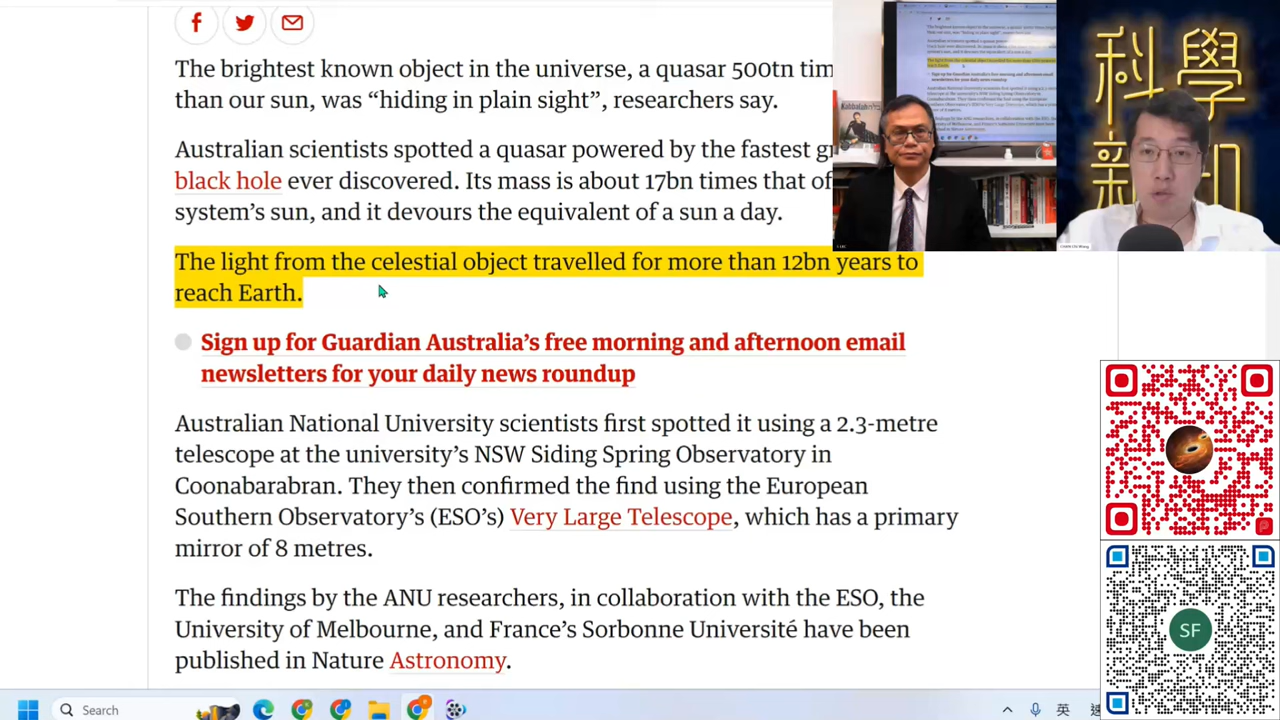 The brightest known object in the universe, a quasar 500tn tim
than our sun, was “hiding in plain sight”, researchers say.
Australian scientists spotted a quasar powered by the fastest gr
black hole ever discovered. Its mass is about 17bn times that of
system’s sun, and it devours the equivalent of a sun a day.
The light from the celestial object travelled for more than 12bn years to
reach Earth.
Sign up for Guardian Australia’s free morning and afternoon email
newsletters for your daily news roundup
Australian National University scientists first spotted it using a 2.3-metre
telescope at the university’s NSW Siding Spring Observatory in
Coonabarabran. They then confirmed the find using the European
Southern Observatory’s (ESO’s) Very Large Telescope, which has a primary
mirror of 8 metres.
The findings by the ANU researchers, in collaboration with the ESO, the
University of Melbourne, and France’s Sorbonne Université have been
published in Nature Astronomy.
科學
新知
SF
Search
英